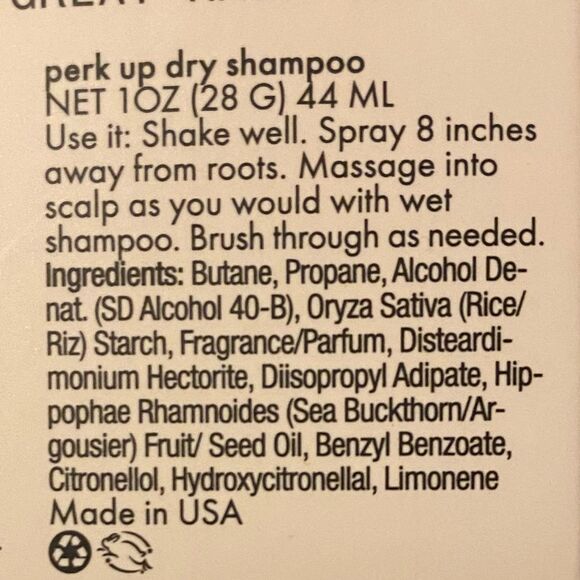 perk up dry shampoo
NET 1OZ (28 G) 44 ML
Use it: Shake well. Spray 8 inches
away from roots. Massage into
scalp as you would with wet
shampoo. Brush through as needed.
Ingredients: Butane, Propane, Alcohol De-
nat. (SD Alcohol 40-B), Oryza Sativa (Rice/
Riz) Starch, Fragrance/Parfum, Disteardi-
monium Hectorite, Diisopropyl Adipate, Hip-
pophae Rhamnoides (Sea Buckthorn/Ar-
gousier) Fruit/ Seed Oil, Benzyl Benzoate,
Citronellol, Hydroxycitronellal, Limonene
Made in USA